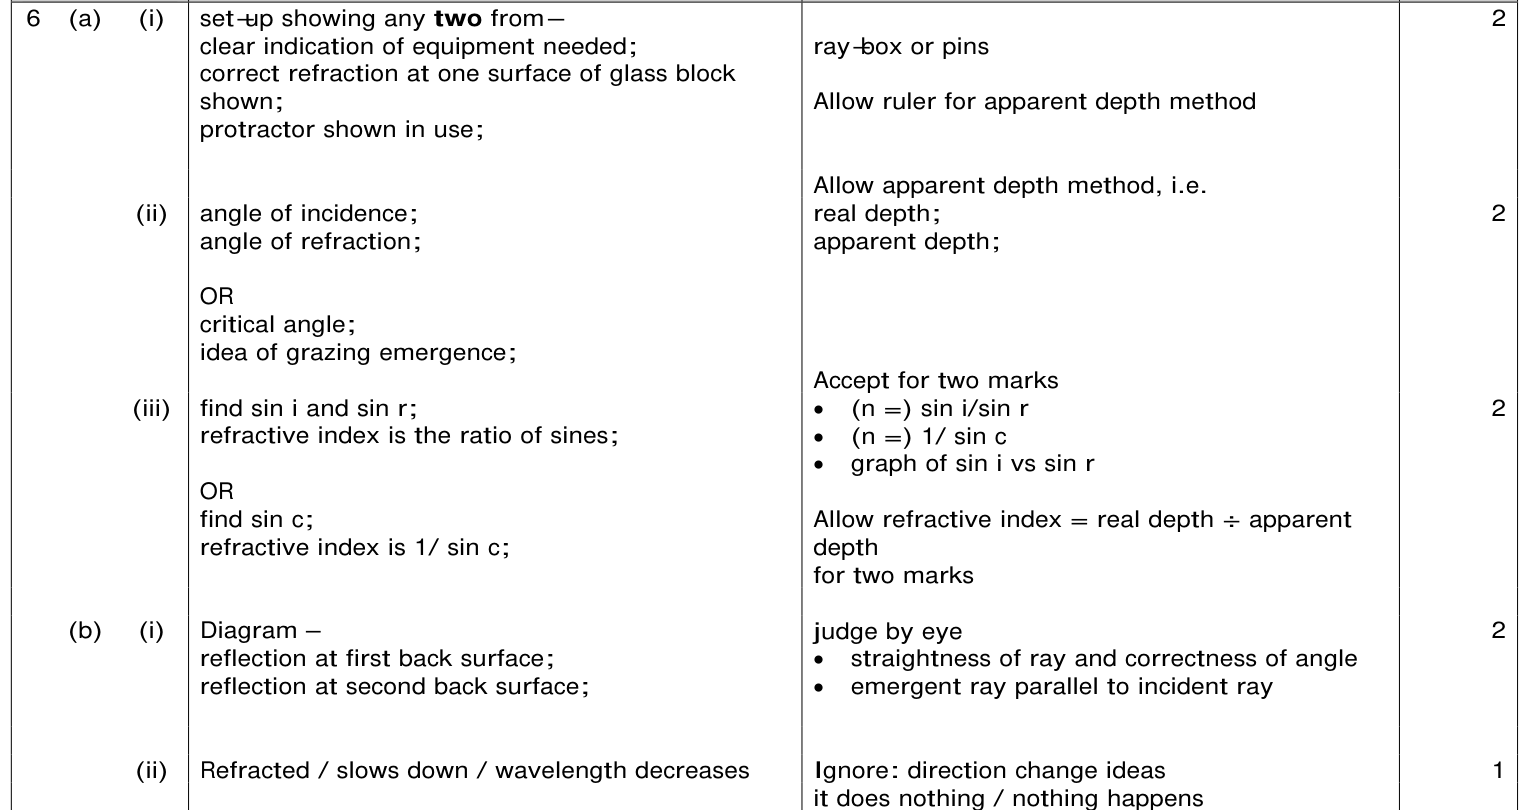 6 (a) (i) set-up showing any two from— 2
clear indication of equipment needed; ray-box or pins
correct refraction at one surface of glass block
shown; Allow ruler for apparent depth method
protractor shown in use;
Allow apparent depth method, i.e.
(ii) angle of incidence; real depth; 2
angle of refraction; apparent depth;
OR
critical angle;
idea of grazing emergence;
Accept for two marks
(iii) find sin i and sin r; • (n =) sin i/sin r 2
refractive index is the ratio of sines; • (n =) 1/ sin c
• graph of sin i vs sin r
OR
find sin c; Allow refractive index = real depth ÷ apparent
refractive index is 1/ sin c; depth
for two marks
(b) (i) Diagram — judge by eye 2
reflection at first back surface; • straightness of ray and correctness of angle
reflection at second back surface; • emergent ray parallel to incident ray
(ii) Refracted / slows down / wavelength decreases Ignore: direction change ideas 1
it does nothing / nothing happens